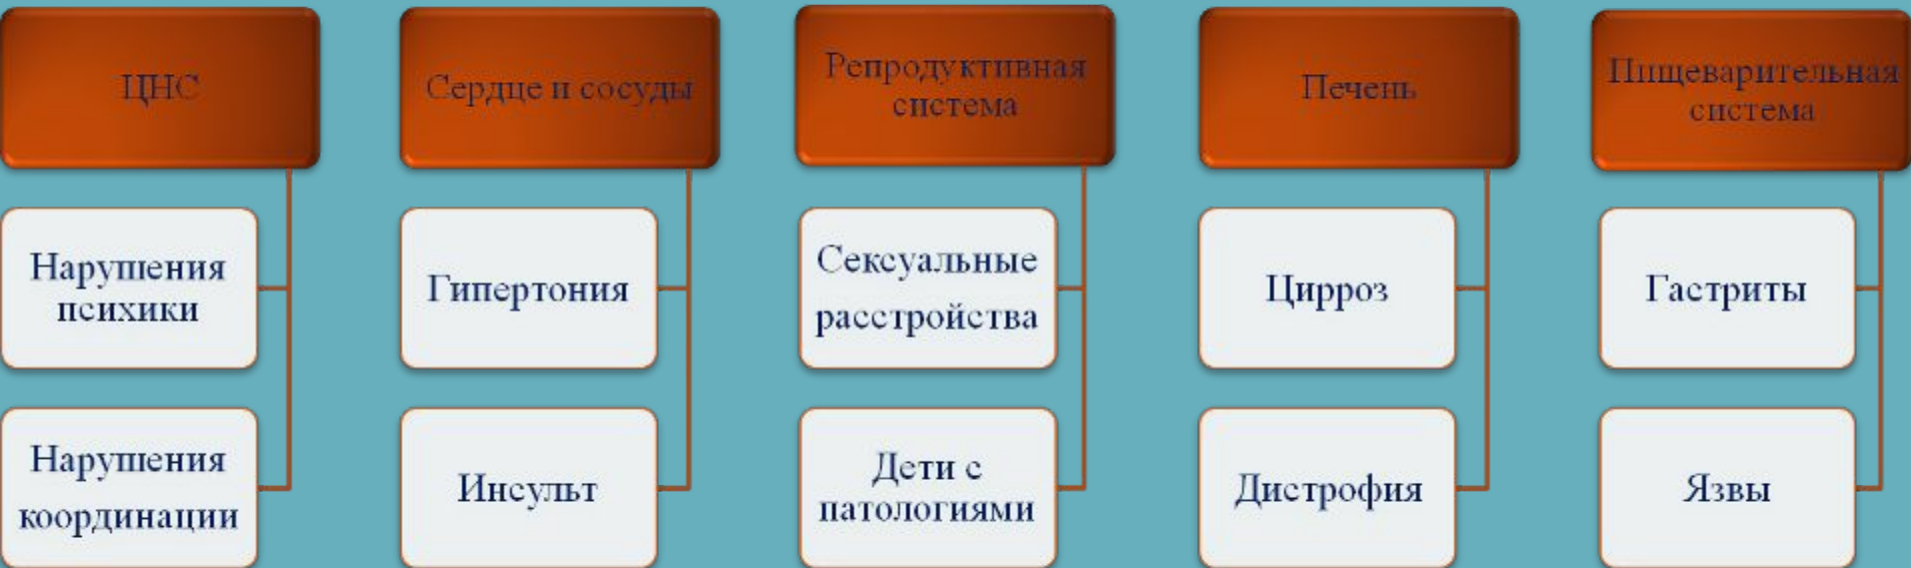 ЦНС
Нарушения
психики
Нарушения
координации
Сердце и сосуды
Гипертония
Инсульт
Репродуктивная
система
Сексуальные
расстройства
Дети с
патологиями
Печень
Цирроз
Дистрофия
Пищеварительная
система
Гастриты
Язвы